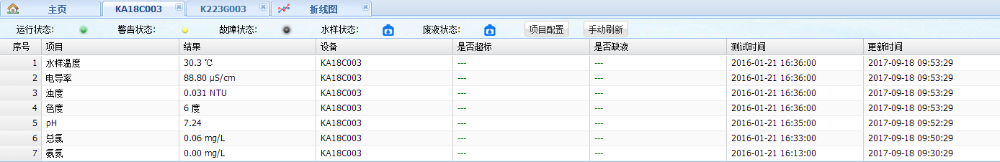 主页 KA18C003 K223G003 折线图
运行状态: 警告状态: 故障状态: 水样状态: 废液状态: 项目配置 手动刷新
序号 项目 结果 设备 是否超标 是否缺液 测试时间 更新时间
1 水样温度 30.3 ℃ KA18C003 --- --- 2016-01-21 16:36:00 2017-09-18 09:53:29
2 电导率 88.80 μS/cm KA18C003 --- --- 2016-01-21 16:36:00 2017-09-18 09:53:29
3 浊度 0.031 NTU KA18C003 --- --- 2016-01-21 16:36:00 2017-09-18 09:53:29
4 色度 6 度 KA18C003 --- --- 2016-01-21 16:36:00 2017-09-18 09:53:29
5 pH 7.24 KA18C003 --- --- 2016-01-21 16:35:00 2017-09-18 09:52:29
6 总氯 0.06 mg/L KA18C003 --- --- 2016-01-21 16:33:00 2017-09-18 09:50:29
7 氨氮 0.00 mg/L KA18C003 --- --- 2016-01-21 16:13:00 2017-09-18 09:30:29